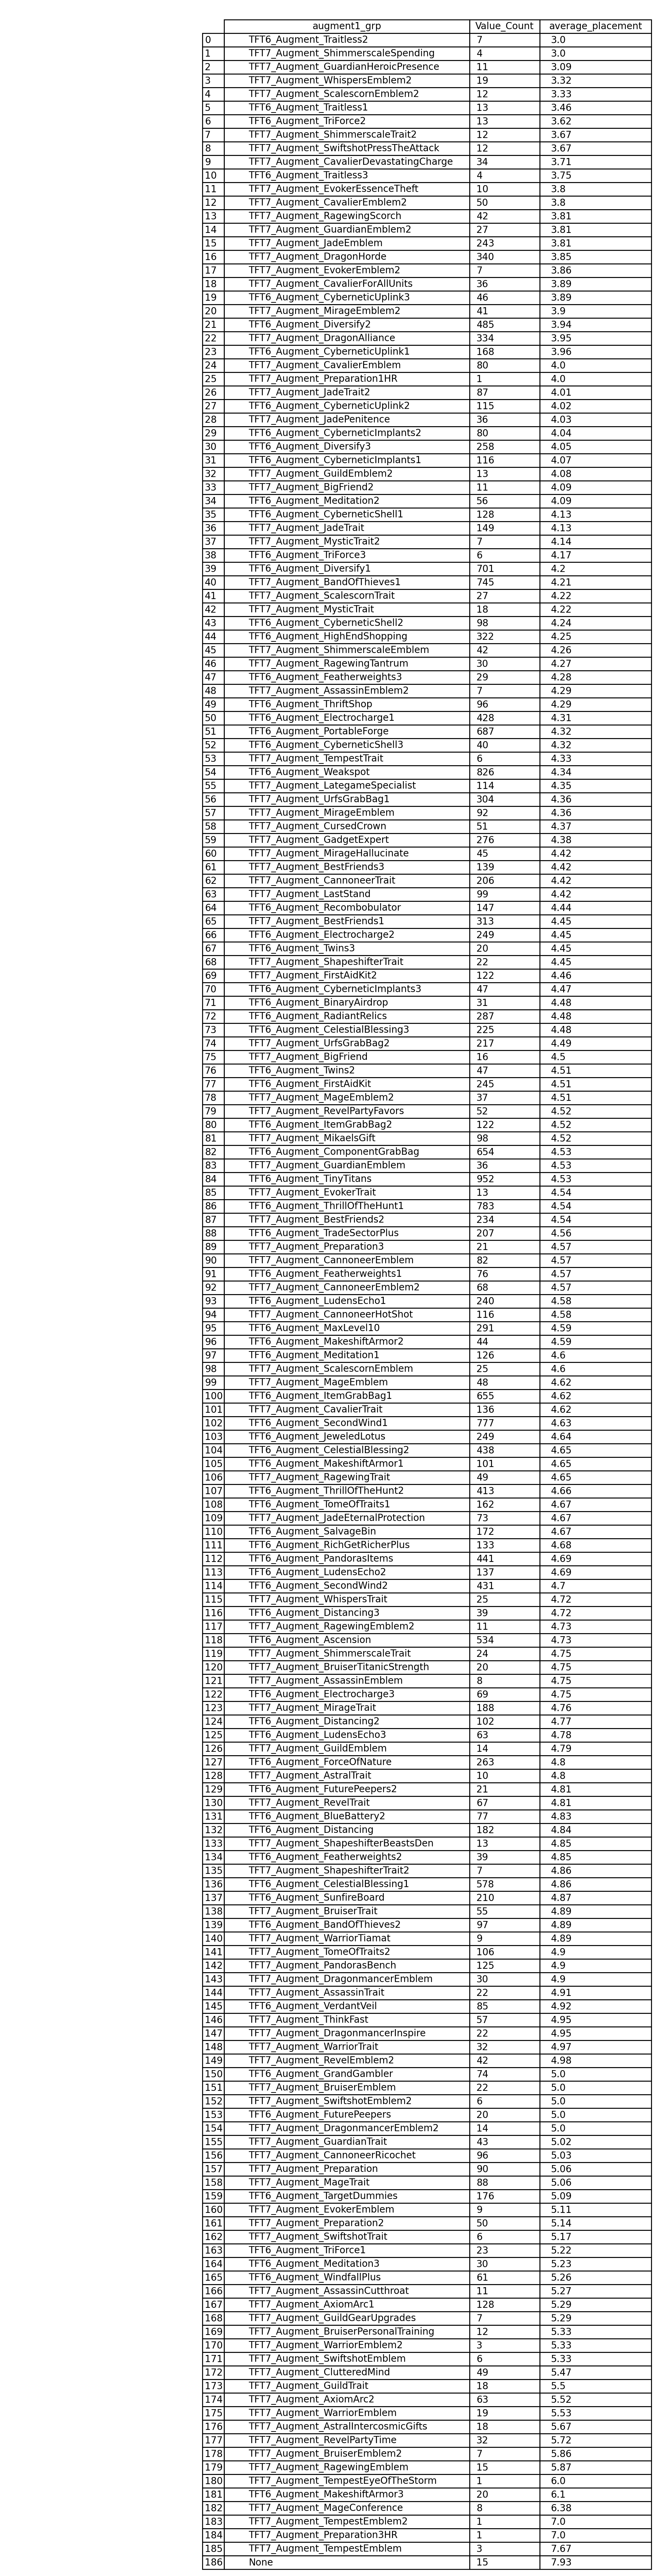 augment1_grp Value_Count average_placement
0 TFT6_Augment_Traitless2 7 3.0
1 TFT7_Augment_ShimmerscaleSpending 4 3.0
2 TFT7_Augment_GuardianHeroicPresence 11 3.09
3 TFT7_Augment_WhispersEmblem2 19 3.32
4 TFT7_Augment_ScalescornEmblem2 12 3.33
5 TFT6_Augment_Traitless1 13 3.46
6 TFT6_Augment_TriForce2 13 3.62
7 TFT7_Augment_ShimmerscaleTrait2 12 3.67
8 TFT7_Augment_SwiftshotPressTheAttack 12 3.67
9 TFT7_Augment_CavalierDevastatingCharge 34 3.71
10 TFT6_Augment_Traitless3 4 3.75
11 TFT7_Augment_EvokerEssenceTheft 10 3.8
12 TFT7_Augment_CavalierEmblem2 50 3.8
13 TFT7_Augment_RagewingScorch 42 3.81
14 TFT7_Augment_GuardianEmblem2 27 3.81
15 TFT7_Augment_JadeEmblem 243 3.81
16 TFT7_Augment_DragonHorde 340 3.85
17 TFT7_Augment_EvokerEmblem2 7 3.86
18 TFT7_Augment_CavalierForAllUnits 36 3.89
19 TFT6_Augment_CyberneticUplink3 46 3.89
20 TFT7_Augment_MirageEmblem2 41 3.9
21 TFT6_Augment_Diversify2 485 3.94
22 TFT7_Augment_DragonAlliance 334 3.95
23 TFT6_Augment_CyberneticUplink1 168 3.96
24 TFT7_Augment_CavalierEmblem 80 4.0
25 TFT7_Augment_Preparation1HR 1 4.0
26 TFT7_Augment_JadeTrait2 87 4.01
27 TFT6_Augment_CyberneticUplink2 115 4.02
28 TFT7_Augment_JadePenitence 36 4.03
29 TFT6_Augment_CyberneticImplants2 80 4.04
30 TFT6_Augment_Diversify3 258 4.05
31 TFT6_Augment_CyberneticImplants1 116 4.07
32 TFT7_Augment_GuildEmblem2 13 4.08
33 TFT7_Augment_BigFriend2 11 4.09
34 TFT6_Augment_Meditation2 56 4.09
35 TFT6_Augment_CyberneticShell1 128 4.13
36 TFT7_Augment_JadeTrait 149 4.13
37 TFT7_Augment_MysticTrait2 7 4.14
38 TFT6_Augment_TriForce3 6 4.17
39 TFT6_Augment_Diversify1 701 4.2
40 TFT7_Augment_BandOfThieves1 745 4.21
41 TFT7_Augment_ScalescornTrait 27 4.22
42 TFT7_Augment_MysticTrait 18 4.22
43 TFT6_Augment_CyberneticShell2 98 4.24
44 TFT6_Augment_HighEndShopping 322 4.25
45 TFT7_Augment_ShimmerscaleEmblem 42 4.26
46 TFT7_Augment_RagewingTantrum 30 4.27
47 TFT6_Augment_Featherweights3 29 4.28
48 TFT7_Augment_AssassinEmblem2 7 4.29
49 TFT6_Augment_ThriftShop 96 4.29
50 TFT6_Augment_Electrocharge1 428 4.31
51 TFT6_Augment_PortableForge 687 4.32
52 TFT6_Augment_CyberneticShell3 40 4.32
53 TFT7_Augment_TempestTrait 6 4.33
54 TFT6_Augment_Weakspot 826 4.34
55 TFT7_Augment_LategameSpecialist 114 4.35
56 TFT7_Augment_UrfsGrabBag1 304 4.36
57 TFT7_Augment_MirageEmblem 92 4.36
58 TFT7_Augment_CursedCrown 51 4.37
59 TFT7_Augment_GadgetExpert 276 4.38
60 TFT7_Augment_MirageHallucinate 45 4.42
61 TFT7_Augment_BestFriends3 139 4.42
62 TFT7_Augment_CannoneerTrait 206 4.42
63 TFT7_Augment_LastStand 99 4.42
64 TFT6_Augment_Recombobulator 147 4.44
65 TFT7_Augment_BestFriends1 313 4.45
66 TFT6_Augment_Electrocharge2 249 4.45
67 TFT6_Augment_Twins3 20 4.45
68 TFT7_Augment_ShapeshifterTrait 22 4.45
69 TFT7_Augment_FirstAidKit2 122 4.46
70 TFT6_Augment_CyberneticImplants3 47 4.47
71 TFT6_Augment_BinaryAirdrop 31 4.48
72 TFT6_Augment_RadiantRelics 287 4.48
73 TFT6_Augment_CelestialBlessing3 225 4.48
74 TFT7_Augment_UrfsGrabBag2 217 4.49
75 TFT7_Augment_BigFriend 16 4.5
76 TFT6_Augment_Twins2 47 4.51
77 TFT6_Augment_FirstAidKit 245 4.51
78 TFT7_Augment_MageEmblem2 37 4.51
79 TFT7_Augment_RevelPartyFavors 52 4.52
80 TFT6_Augment_ItemGrabBag2 122 4.52
81 TFT7_Augment_MikaelsGift 98 4.52
82 TFT6_Augment_ComponentGrabBag 654 4.53
83 TFT7_Augment_GuardianEmblem 36 4.53
84 TFT6_Augment_TinyTitans 952 4.53
85 TFT7_Augment_EvokerTrait 13 4.54
86 TFT6_Augment_ThrillOfTheHunt1 783 4.54
87 TFT7_Augment_BestFriends2 234 4.54
88 TFT6_Augment_TradeSectorPlus 207 4.56
89 TFT7_Augment_Preparation3 21 4.57
90 TFT7_Augment_CannoneerEmblem 82 4.57
91 TFT6_Augment_Featherweights1 76 4.57
92 TFT7_Augment_CannoneerEmblem2 68 4.57
93 TFT6_Augment_LudensEcho1 240 4.58
94 TFT7_Augment_CannoneerHotShot 116 4.58
95 TFT6_Augment_MaxLevel10 291 4.59
96 TFT6_Augment_MakeshiftArmor2 44 4.59
97 TFT6_Augment_Meditation1 126 4.6
98 TFT7_Augment_ScalescornEmblem 25 4.6
99 TFT7_Augment_MageEmblem 48 4.62
100 TFT6_Augment_ItemGrabBag1 655 4.62
101 TFT7_Augment_CavalierTrait 136 4.62
102 TFT6_Augment_SecondWind1 777 4.63
103 TFT6_Augment_JeweledLotus 249 4.64
104 TFT6_Augment_CelestialBlessing2 438 4.65
105 TFT6_Augment_MakeshiftArmor1 101 4.65
106 TFT7_Augment_RagewingTrait 49 4.65
107 TFT6_Augment_ThrillOfTheHunt2 413 4.66
108 TFT6_Augment_TomeOfTraits1 162 4.67
109 TFT7_Augment_JadeEternalProtection 73 4.67
110 TFT6_Augment_SalvageBin 172 4.67
111 TFT6_Augment_RichGetRicherPlus 133 4.68
112 TFT6_Augment_PandorasItems 441 4.69
113 TFT6_Augment_LudensEcho2 137 4.69
114 TFT6_Augment_SecondWind2 431 4.7
115 TFT7_Augment_WhispersTrait 25 4.72
116 TFT6_Augment_Distancing3 39 4.72
117 TFT7_Augment_RagewingEmblem2 11 4.73
118 TFT6_Augment_Ascension 534 4.73
119 TFT7_Augment_ShimmerscaleTrait 24 4.75
120 TFT7_Augment_BruiserTitanicStrength 20 4.75
121 TFT7_Augment_AssassinEmblem 8 4.75
122 TFT6_Augment_Electrocharge3 69 4.75
123 TFT7_Augment_MirageTrait 188 4.76
124 TFT6_Augment_Distancing2 102 4.77
125 TFT6_Augment_LudensEcho3 63 4.78
126 TFT7_Augment_GuildEmblem 14 4.79
127 TFT6_Augment_ForceOfNature 263 4.8
128 TFT7_Augment_AstralTrait 10 4.8
129 TFT6_Augment_FuturePeepers2 21 4.81
130 TFT7_Augment_RevelTrait 67 4.81
131 TFT6_Augment_BlueBattery2 77 4.83
132 TFT6_Augment_Distancing 182 4.84
133 TFT7_Augment_ShapeshifterBeastsDen 13 4.85
134 TFT6_Augment_Featherweights2 39 4.85
135 TFT7_Augment_ShapeshifterTrait2 7 4.86
136 TFT6_Augment_CelestialBlessing1 578 4.86
137 TFT6_Augment_SunfireBoard 210 4.87
138 TFT7_Augment_BruiserTrait 55 4.89
139 TFT6_Augment_BandOfThieves2 97 4.89
140 TFT7_Augment_WarriorTiamat 9 4.89
141 TFT7_Augment_TomeOfTraits2 106 4.9
142 TFT7_Augment_PandorasBench 125 4.9
143 TFT7_Augment_DragonmancerEmblem 30 4.9
144 TFT7_Augment_AssassinTrait 22 4.91
145 TFT6_Augment_VerdantVeil 85 4.92
146 TFT7_Augment_ThinkFast 57 4.95
147 TFT7_Augment_DragonmancerInspire 22 4.95
148 TFT7_Augment_WarriorTrait 32 4.97
149 TFT7_Augment_RevelEmblem2 42 4.98
150 TFT6_Augment_GrandGambler 74 5.0
151 TFT7_Augment_BruiserEmblem 22 5.0
152 TFT7_Augment_SwiftshotEmblem2 6 5.0
153 TFT6_Augment_FuturePeepers 20 5.0
154 TFT7_Augment_DragonmancerEmblem2 14 5.0
155 TFT7_Augment_GuardianTrait 43 5.02
156 TFT7_Augment_CannoneerRicochet 96 5.03
157 TFT7_Augment_Preparation 90 5.06
158 TFT7_Augment_MageTrait 88 5.06
159 TFT6_Augment_TargetDummies 176 5.09
160 TFT7_Augment_EvokerEmblem 9 5.11
161 TFT7_Augment_Preparation2 50 5.14
162 TFT7_Augment_SwiftshotTrait 6 5.17
163 TFT6_Augment_TriForce1 23 5.22
164 TFT6_Augment_Meditation3 30 5.23
165 TFT6_Augment_WindfallPlus 61 5.26
166 TFT7_Augment_AssassinCutthroat 11 5.27
167 TFT7_Augment_AxiomArc1 128 5.29
168 TFT7_Augment_GuildGearUpgrades 7 5.29
169 TFT7_Augment_BruiserPersonalTraining 12 5.33
170 TFT7_Augment_WarriorEmblem2 3 5.33
171 TFT7_Augment_SwiftshotEmblem 6 5.33
172 TFT7_Augment_ClutteredMind 49 5.47
173 TFT7_Augment_GuildTrait 18 5.5
174 TFT7_Augment_AxiomArc2 63 5.52
175 TFT7_Augment_WarriorEmblem 19 5.53
176 TFT7_Augment_AstralIntercosmicGifts 18 5.67
177 TFT7_Augment_RevelPartyTime 32 5.72
178 TFT7_Augment_BruiserEmblem2 7 5.86
179 TFT7_Augment_RagewingEmblem 15 5.87
180 TFT7_Augment_TempestEyeOfTheStorm 1 6.0
181 TFT6_Augment_MakeshiftArmor3 20 6.1
182 TFT7_Augment_MageConference 8 6.38
183 TFT7_Augment_TempestEmblem2 1 7.0
184 TFT7_Augment_Preparation3HR 1 7.0
185 TFT7_Augment_TempestEmblem 3 7.67
186 None 15 7.93